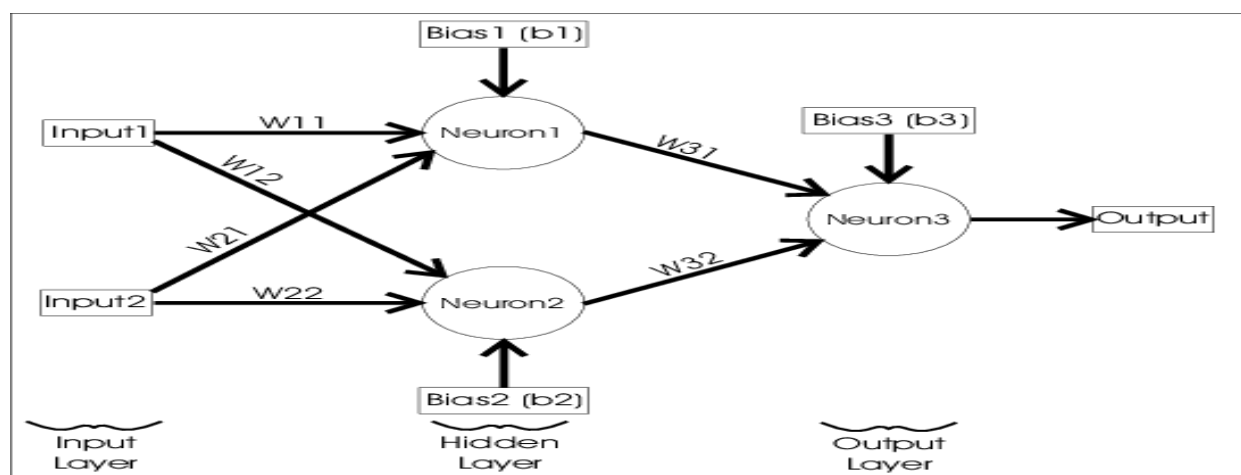 Bias1 (b1)
Input1
W11
Neuron1
W12
W31
Bias3 (b3)
W21
Neuron3
Output
Input2
W22
Neuron2
W32
Bias2 (b2)
Input
Layer
Hidden
Layer
Output
Layer